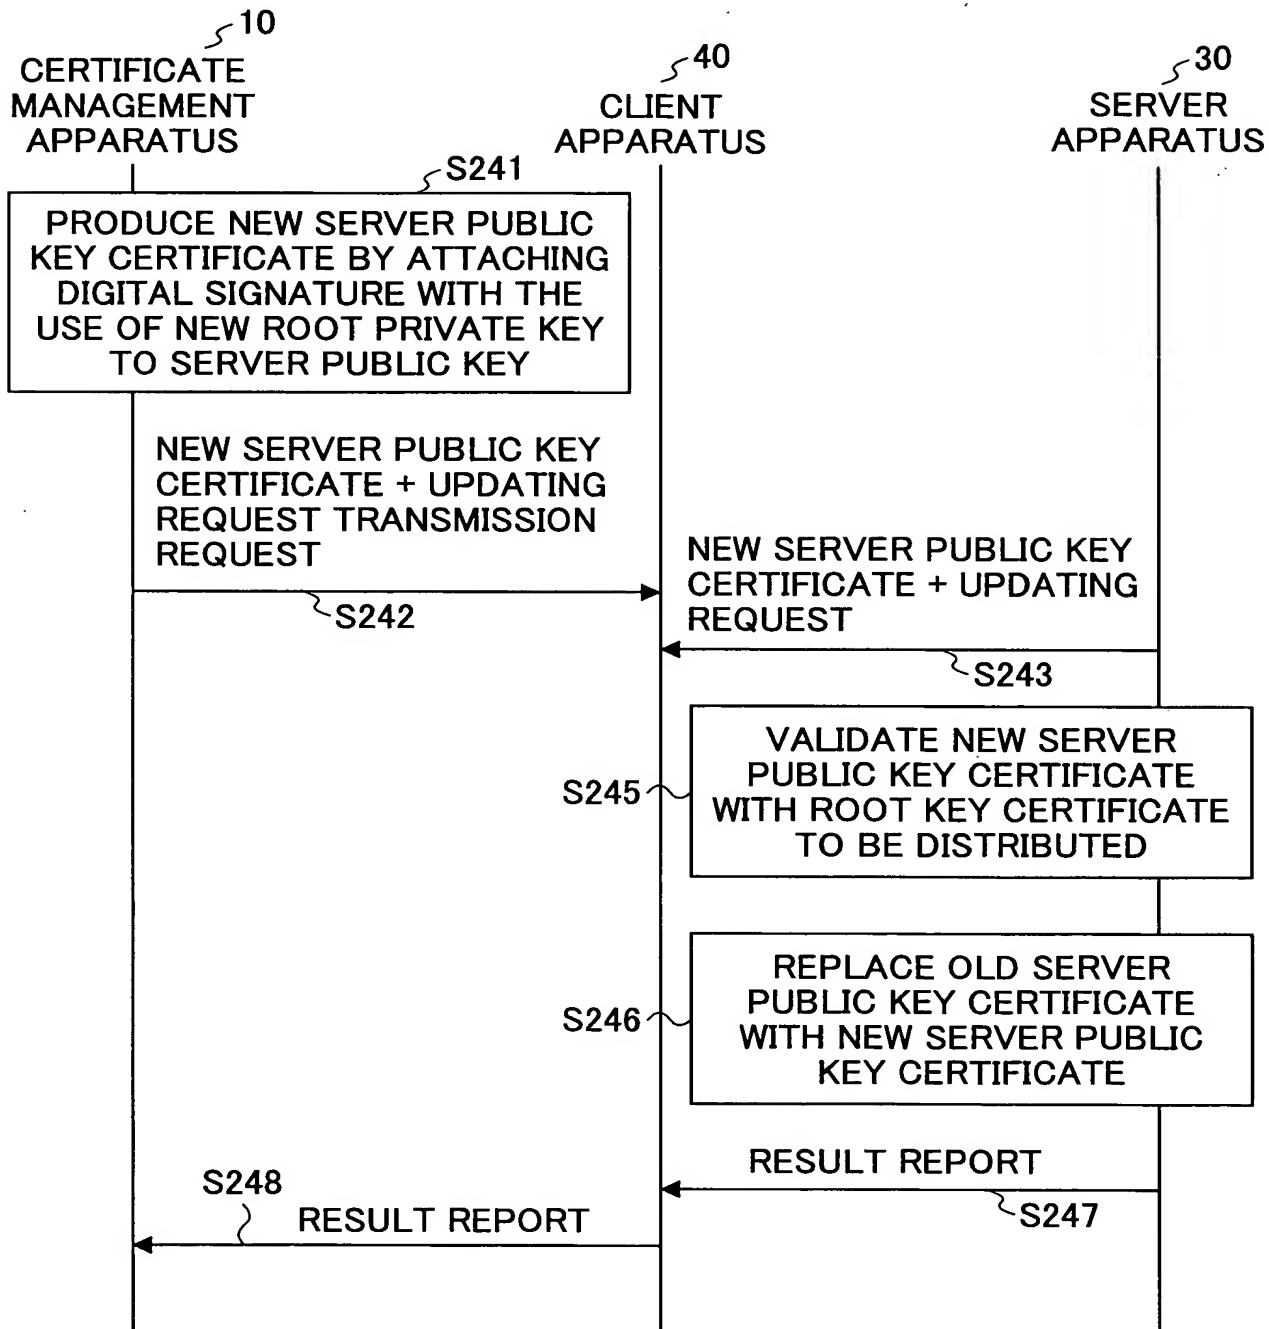 10
CERTIFICATE
MANAGEMENT
APPARATUS
40
CLIENT
APPARATUS
30
SERVER
APPARATUS
S241
PRODUCE NEW SERVER PUBLIC
KEY CERTIFICATE BY ATTACHING
DIGITAL SIGNATURE WITH THE
USE OF NEW ROOT PRIVATE KEY
TO SERVER PUBLIC KEY
NEW SERVER PUBLIC KEY
CERTIFICATE + UPDATING
REQUEST TRANSMISSION
REQUEST
S242
NEW SERVER PUBLIC KEY
CERTIFICATE + UPDATING
REQUEST
S243
S245
VALIDATE NEW SERVER
PUBLIC KEY CERTIFICATE
WITH ROOT KEY CERTIFICATE
TO BE DISTRIBUTED
S246
REPLACE OLD SERVER
PUBLIC KEY CERTIFICATE
WITH NEW SERVER PUBLIC
KEY CERTIFICATE
RESULT REPORT
S247
S248
RESULT REPORT